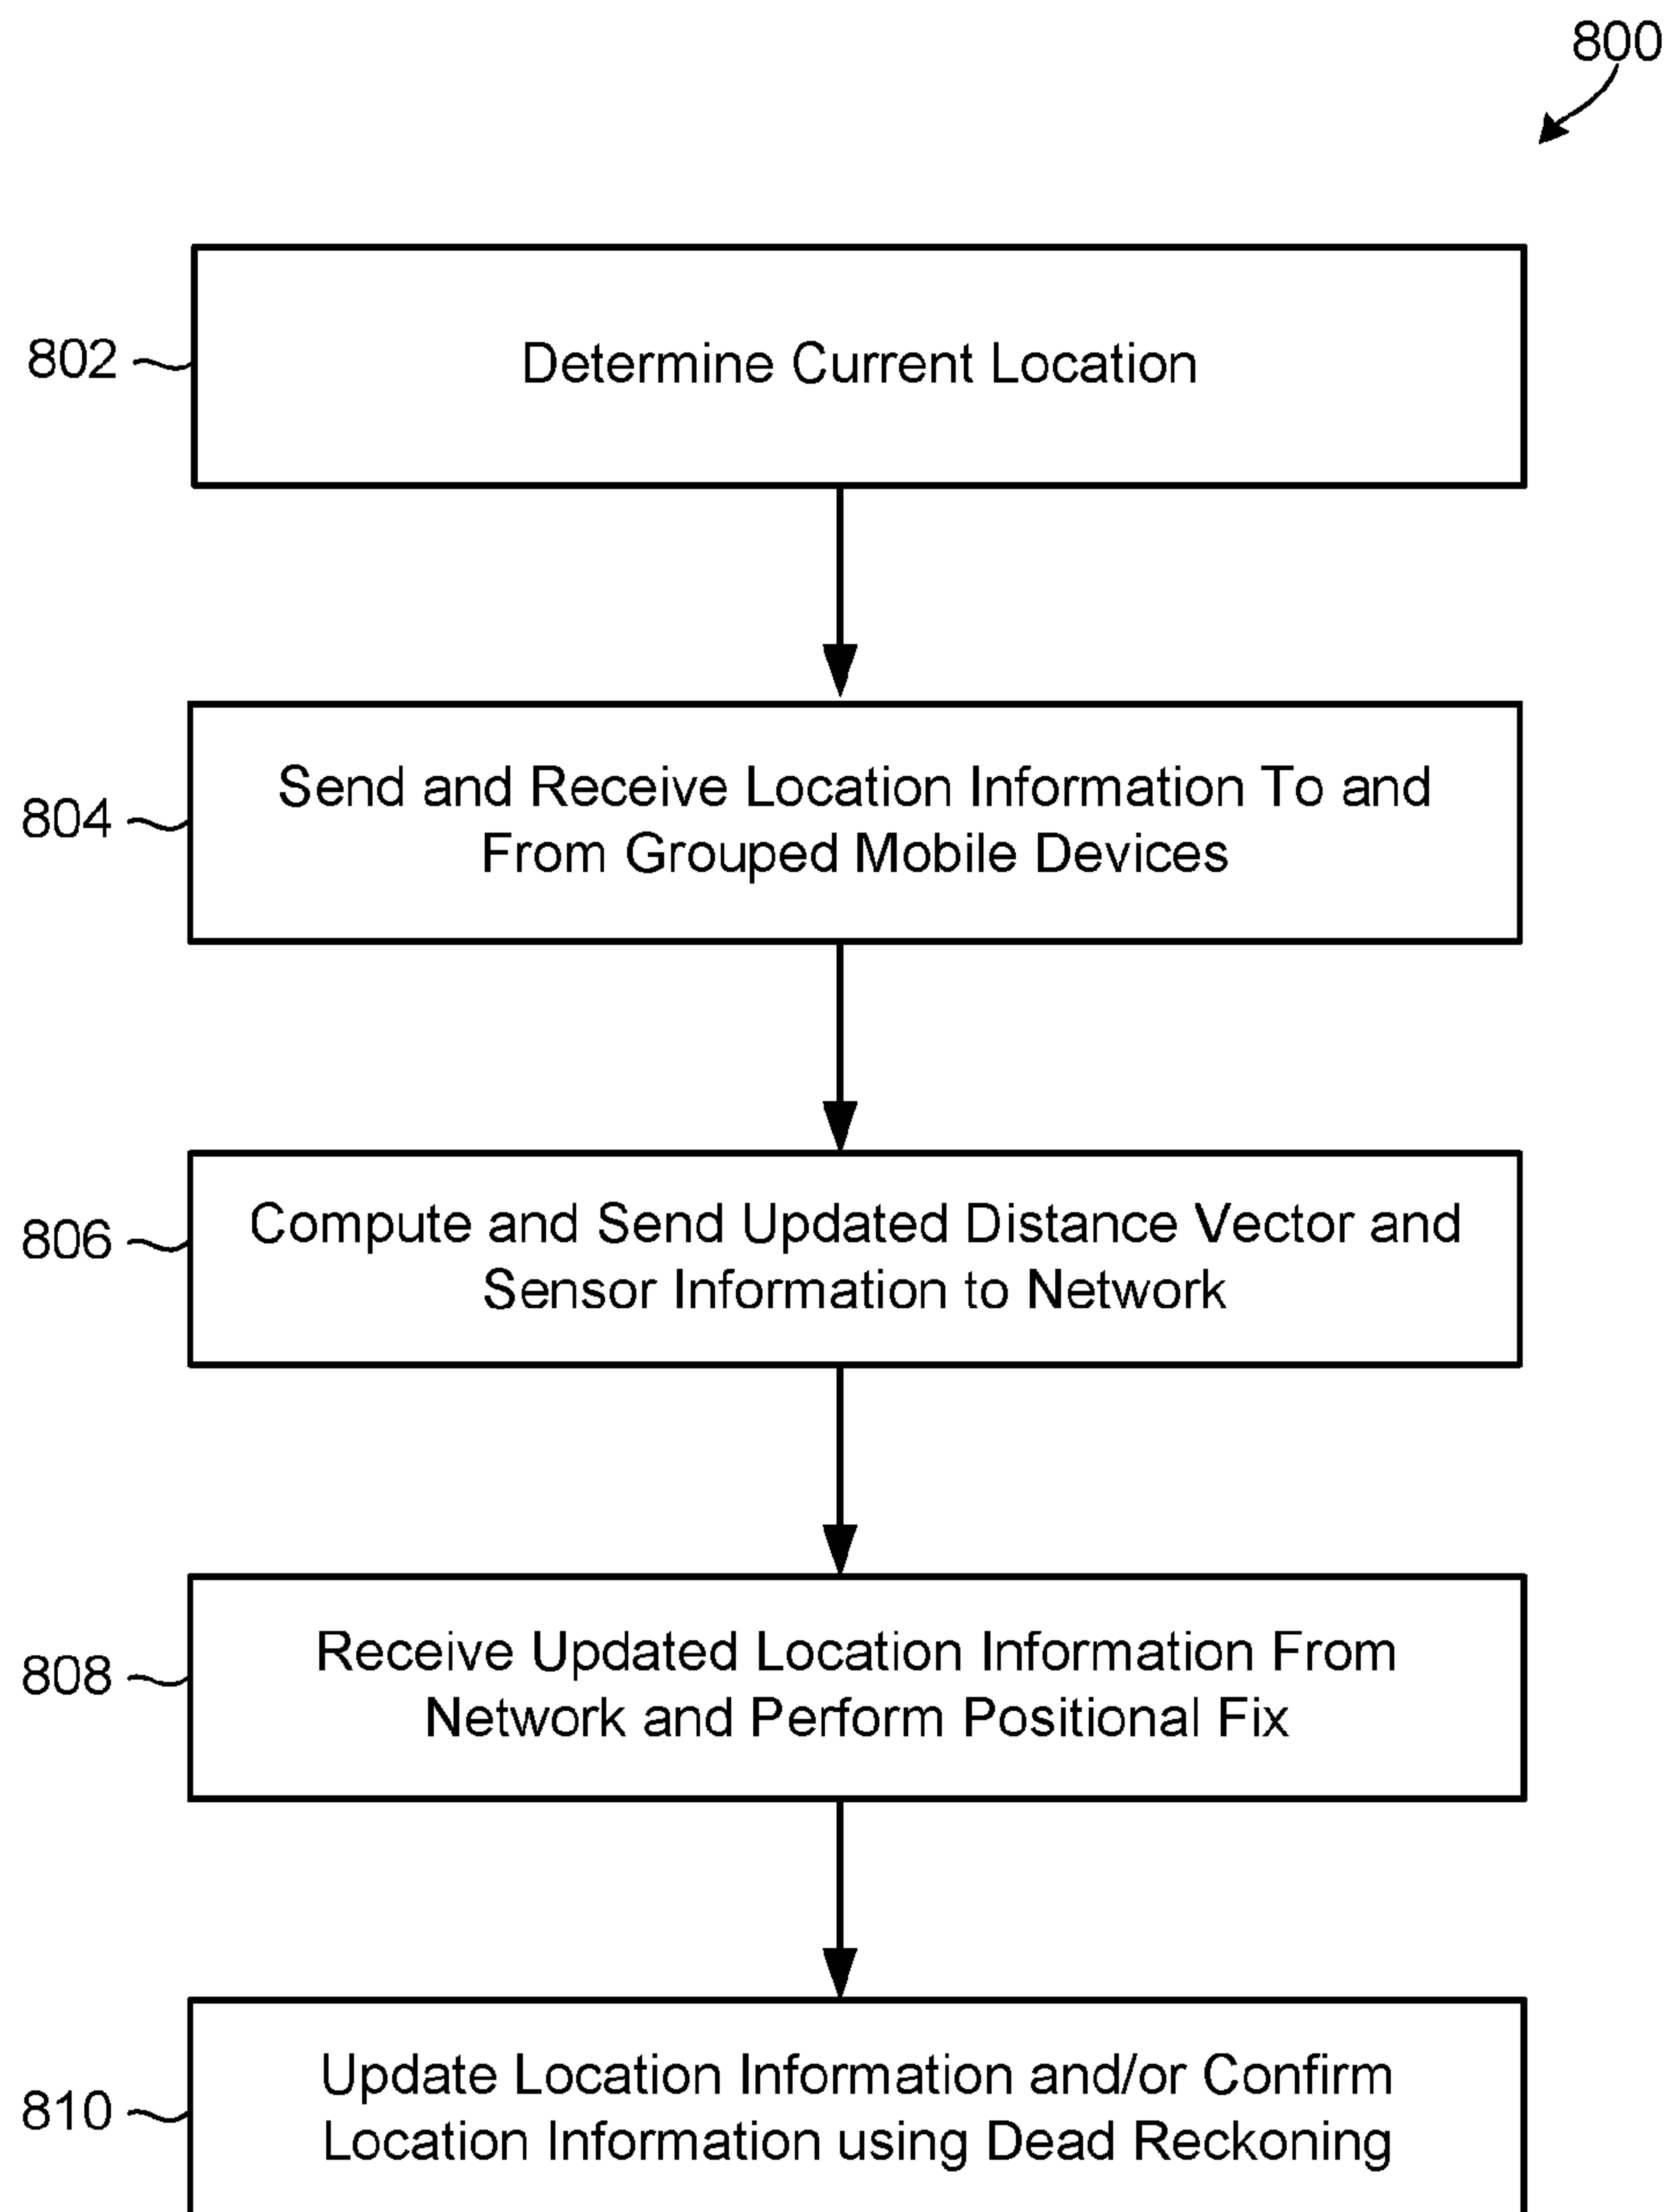 800
802
Determine Current Location
804
Send and Receive Location Information To and
From Grouped Mobile Devices
806
Compute and Send Updated Distance Vector and
Sensor Information to Network
808
Receive Updated Location Information From
Network and Perform Positional Fix
810
Update Location Information and/or Confirm
Location Information using Dead Reckoning